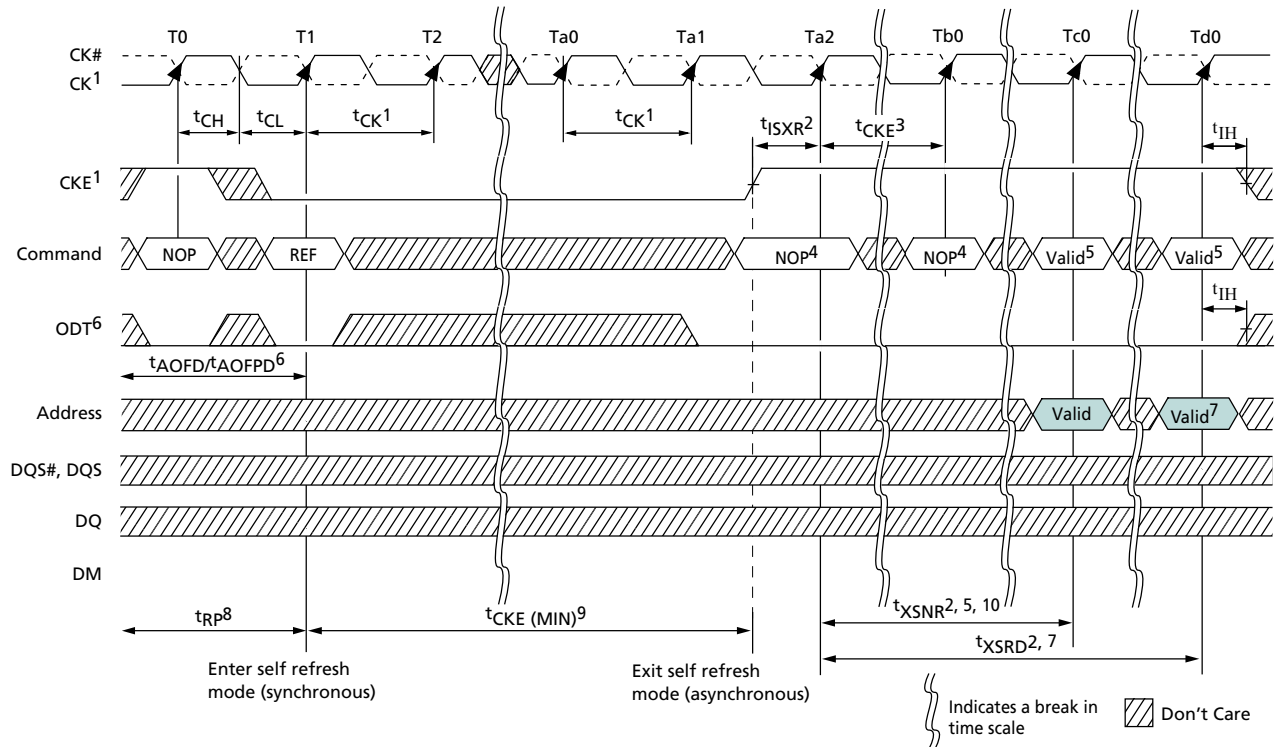 T0 T1 T2 Ta0 Ta1 Ta2 Tb0 Tc0 Td0
CK#
CK1
tCH tCL tCK1 tCK1 tISXR2 tCKE3 tIH
CKE1
Command NOP REF NOP4 NOP4 Valid5 Valid5
tIH
ODT6
tAOFD/tAOFPD6
Address Valid Valid7
DQS#, DQS
DQ
DM
tRP8 tCKE (MIN)9 tXSNR2, 5, 10
tXSRD2, 7
Enter self refresh
mode (synchronous)
Exit self refresh
mode (asynchronous)
Indicates a break in
time scale
Don't Care